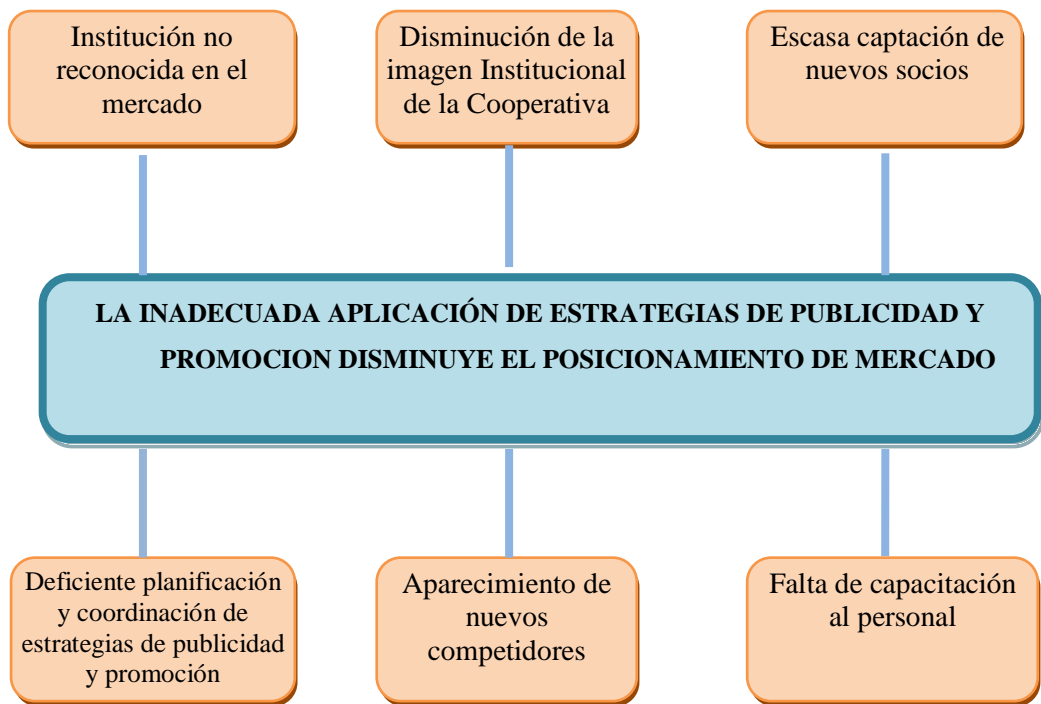 Institución no
reconocida en el
mercado
Disminución de la
imagen Institucional
de la Cooperativa
Escasa captación de
nuevos socios
LA INADECUADA APLICACIÓN DE ESTRATEGIAS DE PUBLICIDAD Y
PROMOCION DISMINUYE EL POSICIONAMIENTO DE MERCADO
Deficiente planificación
y coordinación de
estrategias de publicidad
y promoción
Aparecimiento de
nuevos
competidores
Falta de capacitación
al personal